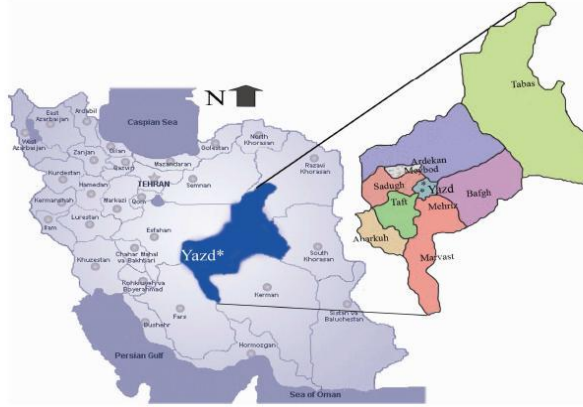 N
Caspian Sea
East
Azarbaijan
Ardabil
West
Azarbaijan
Gilan
Zanjan
Qazvin
Mazandaran
Golestan
North
Khorasan
Razavi
Khorasan
Kurdestan
TEHRAN
Semnan
Hamedan
Kermanshah
Markazi
Qom
Ilam
Lurestan
Esfahan
Yazd*
South
Khorasan
Chahar Mahal
va Bakhtiari
Khuzestan
Kohkiluyeh va
Boyerahmad
Fars
Kerman
Bushehr
Sistan va
Baluchestan
Hormozgan
Persian Gulf
Sea of Oman
Tabas
Ardekan
Meybod
Sadugh
Yazd
Bafgh
Taft
Mehriz
Abarkuh
Marvast